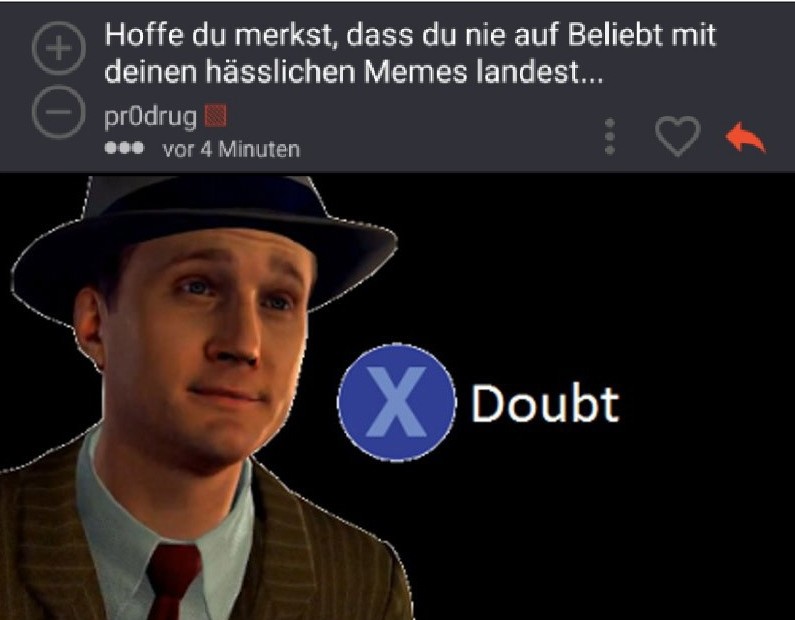 Hoffe du merkst, dass du nie auf Beliebt mit
deinen hässlichen Memes landest...
pr0drug
vor 4 Minuten
X Doubt